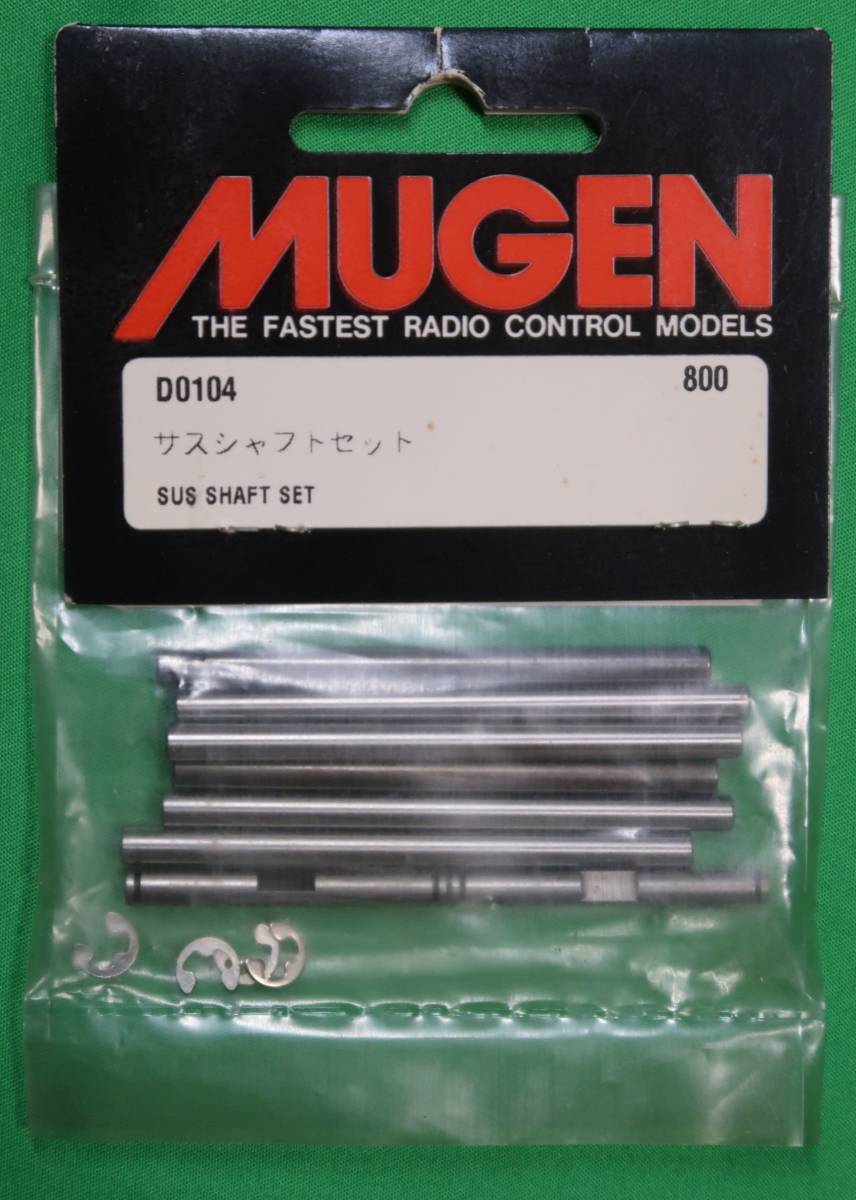 MUGEN
THE FASTEST RADIO CONTROL MODELS
D0104 800
サスシャフトセット
SUS SHAFT SET